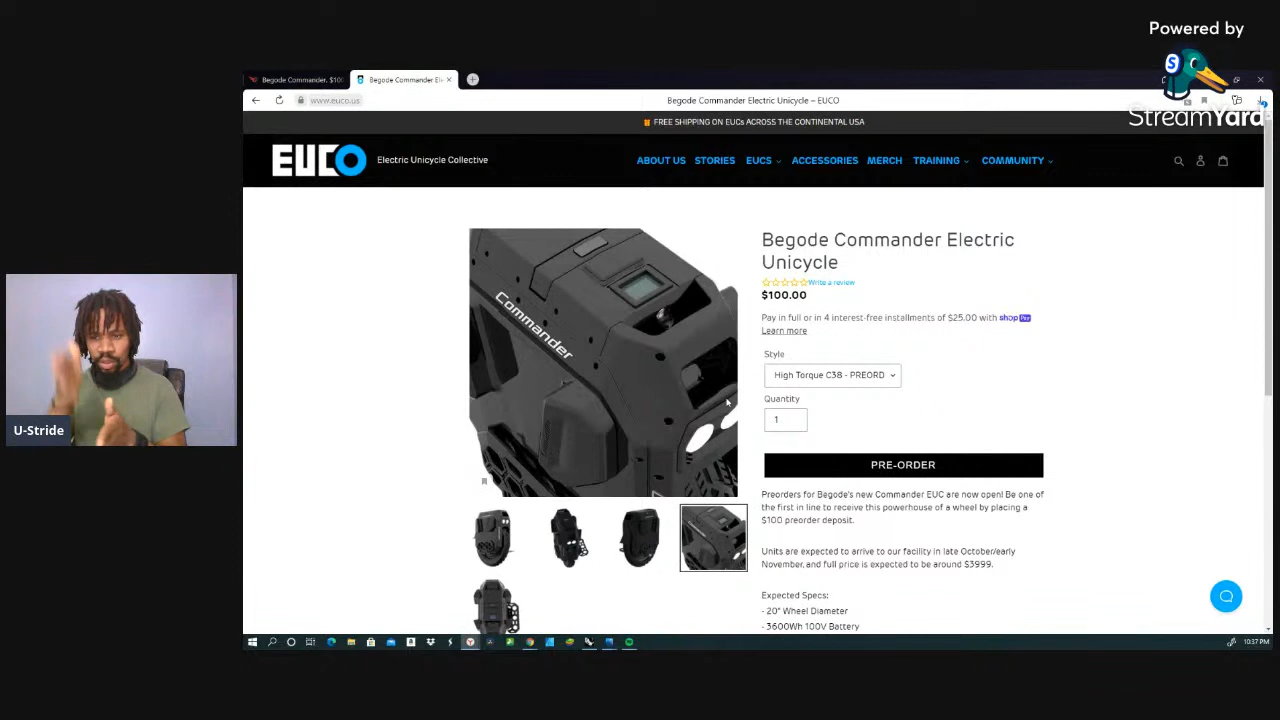 Powered by
StreamYard
Begode Commander. $100
Begode Commander El
www.euco.us
Begode Commander Electric Unicycle – EUCO
FREE SHIPPING ON EUCs ACROSS THE CONTINENTAL USA
EUCO
Electric Unicycle Collective
ABOUT US
STORIES
EUCS
ACCESSORIES
MERCH
TRAINING
COMMUNITY
Commander
Begode Commander Electric
Unicycle
Write a review
$100.00
Pay in full or in 4 interest-free installments of $25.00 with shop Pay
Learn more
Style
High Torque C38 - PREORD
Quantity
1
PRE-ORDER
Preorders for Begode's new Commander EUC are now open! Be one of
the first in line to receive this powerhouse of a wheel by placing a
$100 preorder deposit.
Units are expected to arrive to our facility in late October/early
November, and full price is expected to be around $3999.
Expected Specs:
- 20" Wheel Diameter
- 3600Wh 100V Battery
U-Stride
10:37 PM